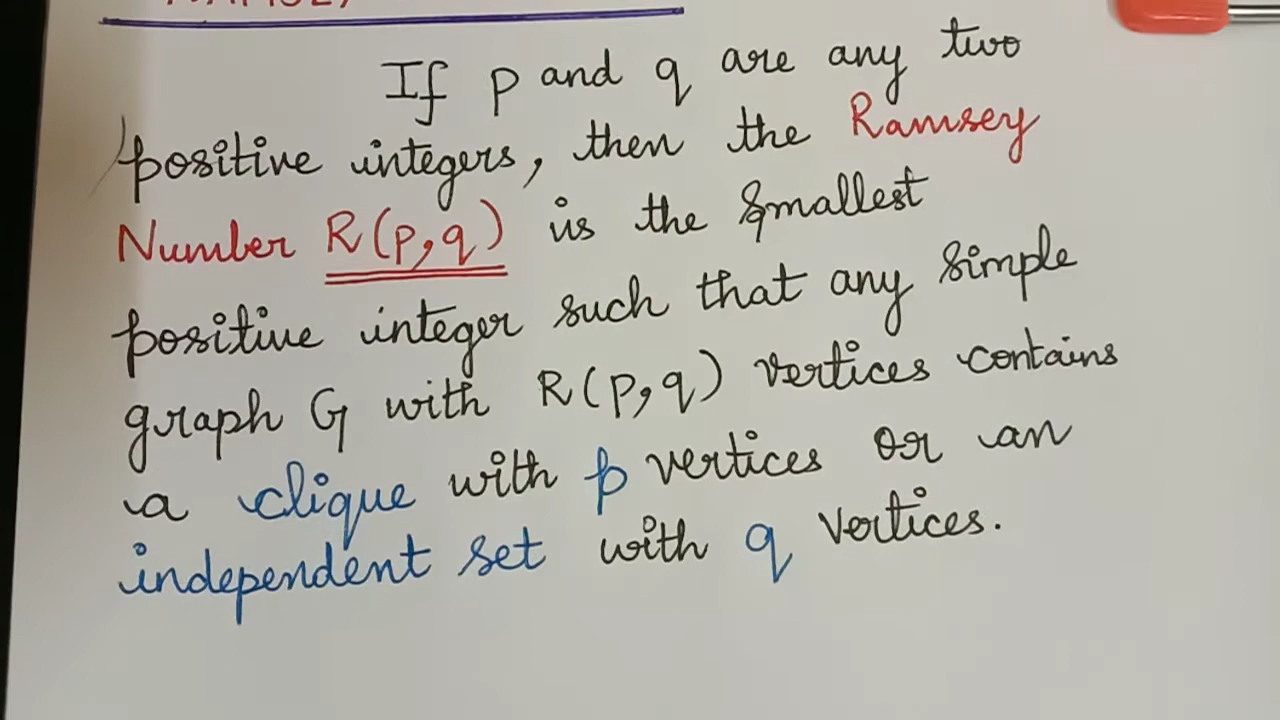 If p and q are any two
positive integers, then the Ramsey
Number R(p,q) is the smallest
positive integer such that any simple
graph G with R(p,q) vertices contains
a clique with p vertices or an
independent set with q vertices.